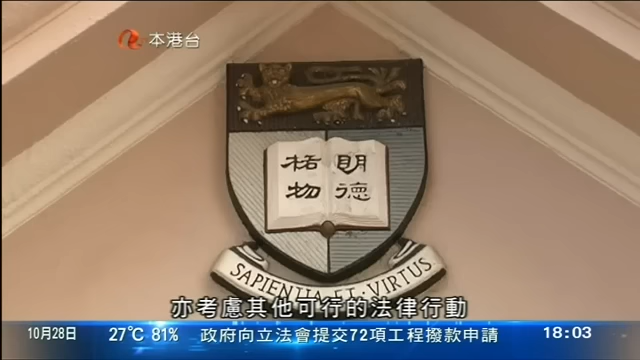 本港台
明德
格物
SAPIENTIA·ET·VIRTUS
亦考慮其他可行的法律行動
10月28日 27°C 81% 政府向立法會提交72項工程撥款申請 18:03